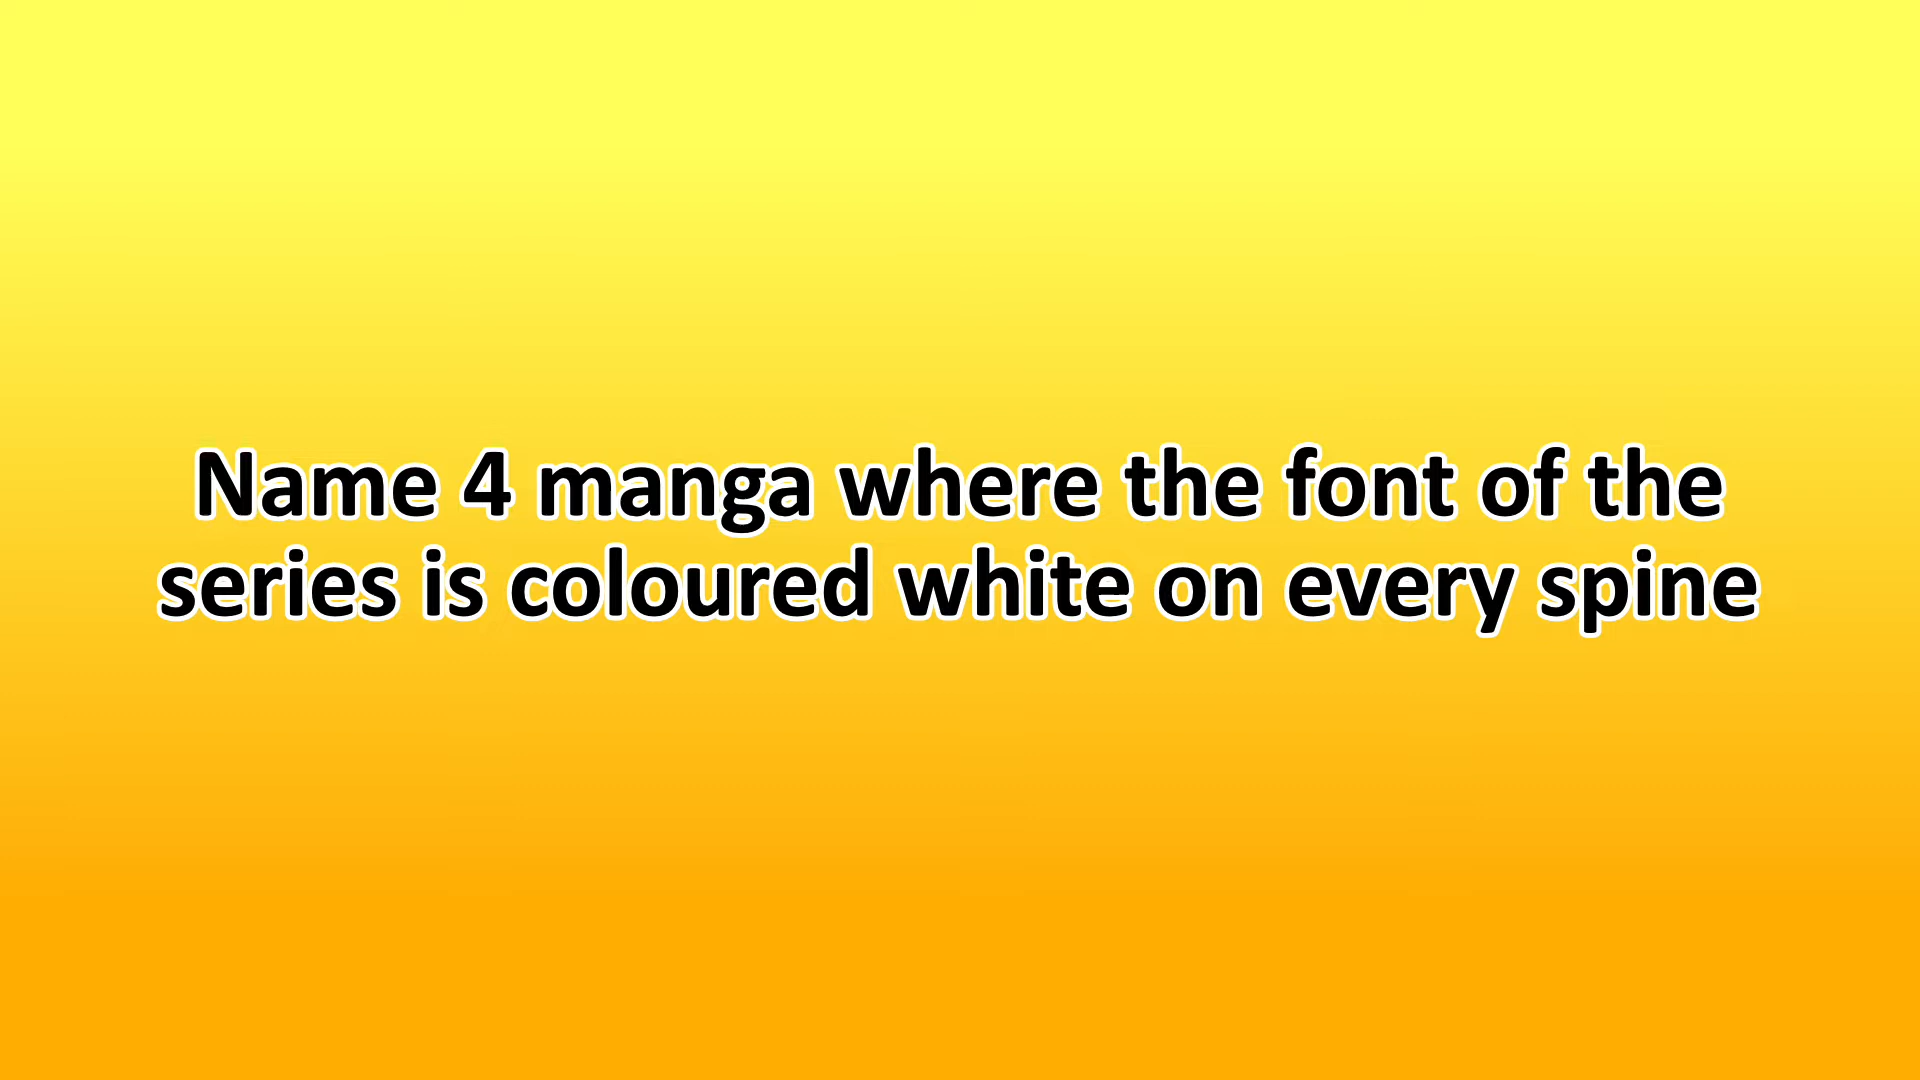 Name 4 manga where the font of the
series is coloured white on every spine